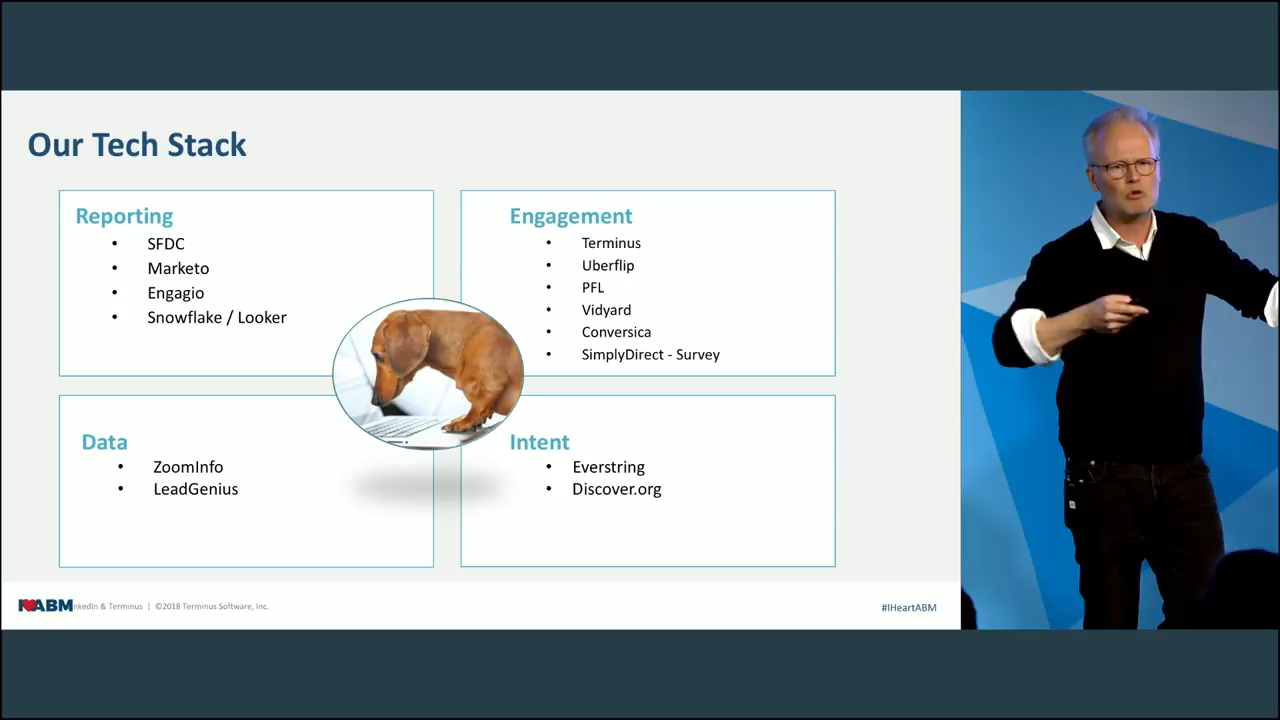 Our Tech Stack
Reporting
• SFDC
• Marketo
• Engagio
• Snowflake / Looker
Engagement
• Terminus
• Uberflip
• PFL
• Vidyard
• Conversica
• SimplyDirect - Survey
Data
• ZoomInfo
• LeadGenius
Intent
• Everstring
• Discover.org
I ABM nkedIn & Terminus | ©2018 Terminus Software, Inc.
#IHeartABM